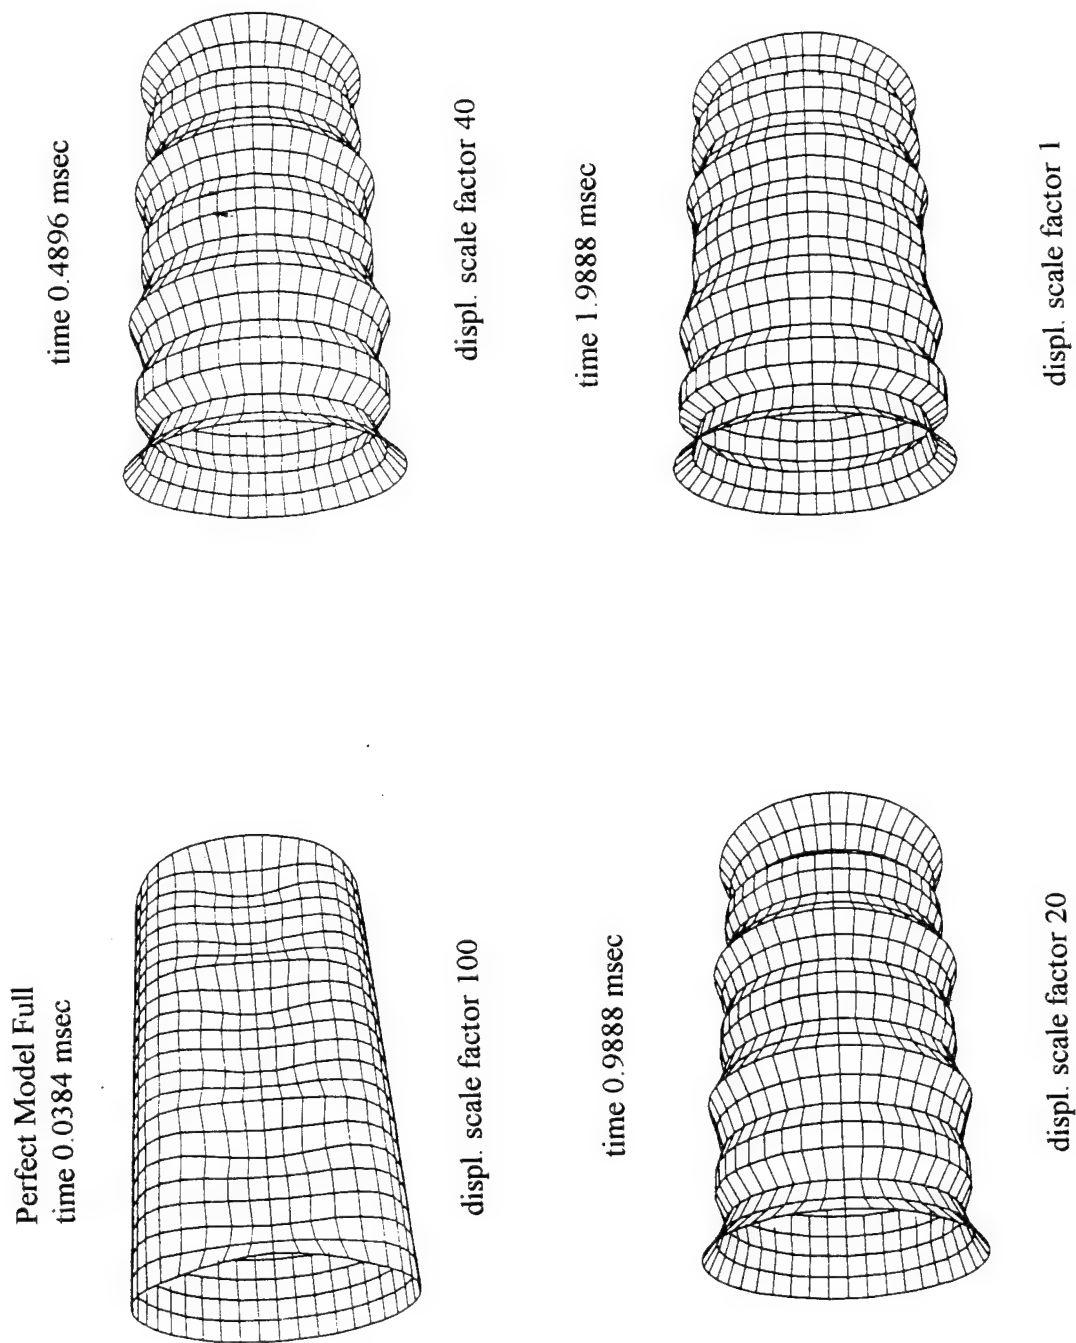 Perfect Model Full
time 0.0384 msec
displ. scale factor 100
time 0.4896 msec
displ. scale factor 40
time 0.9888 msec
displ. scale factor 20
time 1.9888 msec
displ. scale factor 1